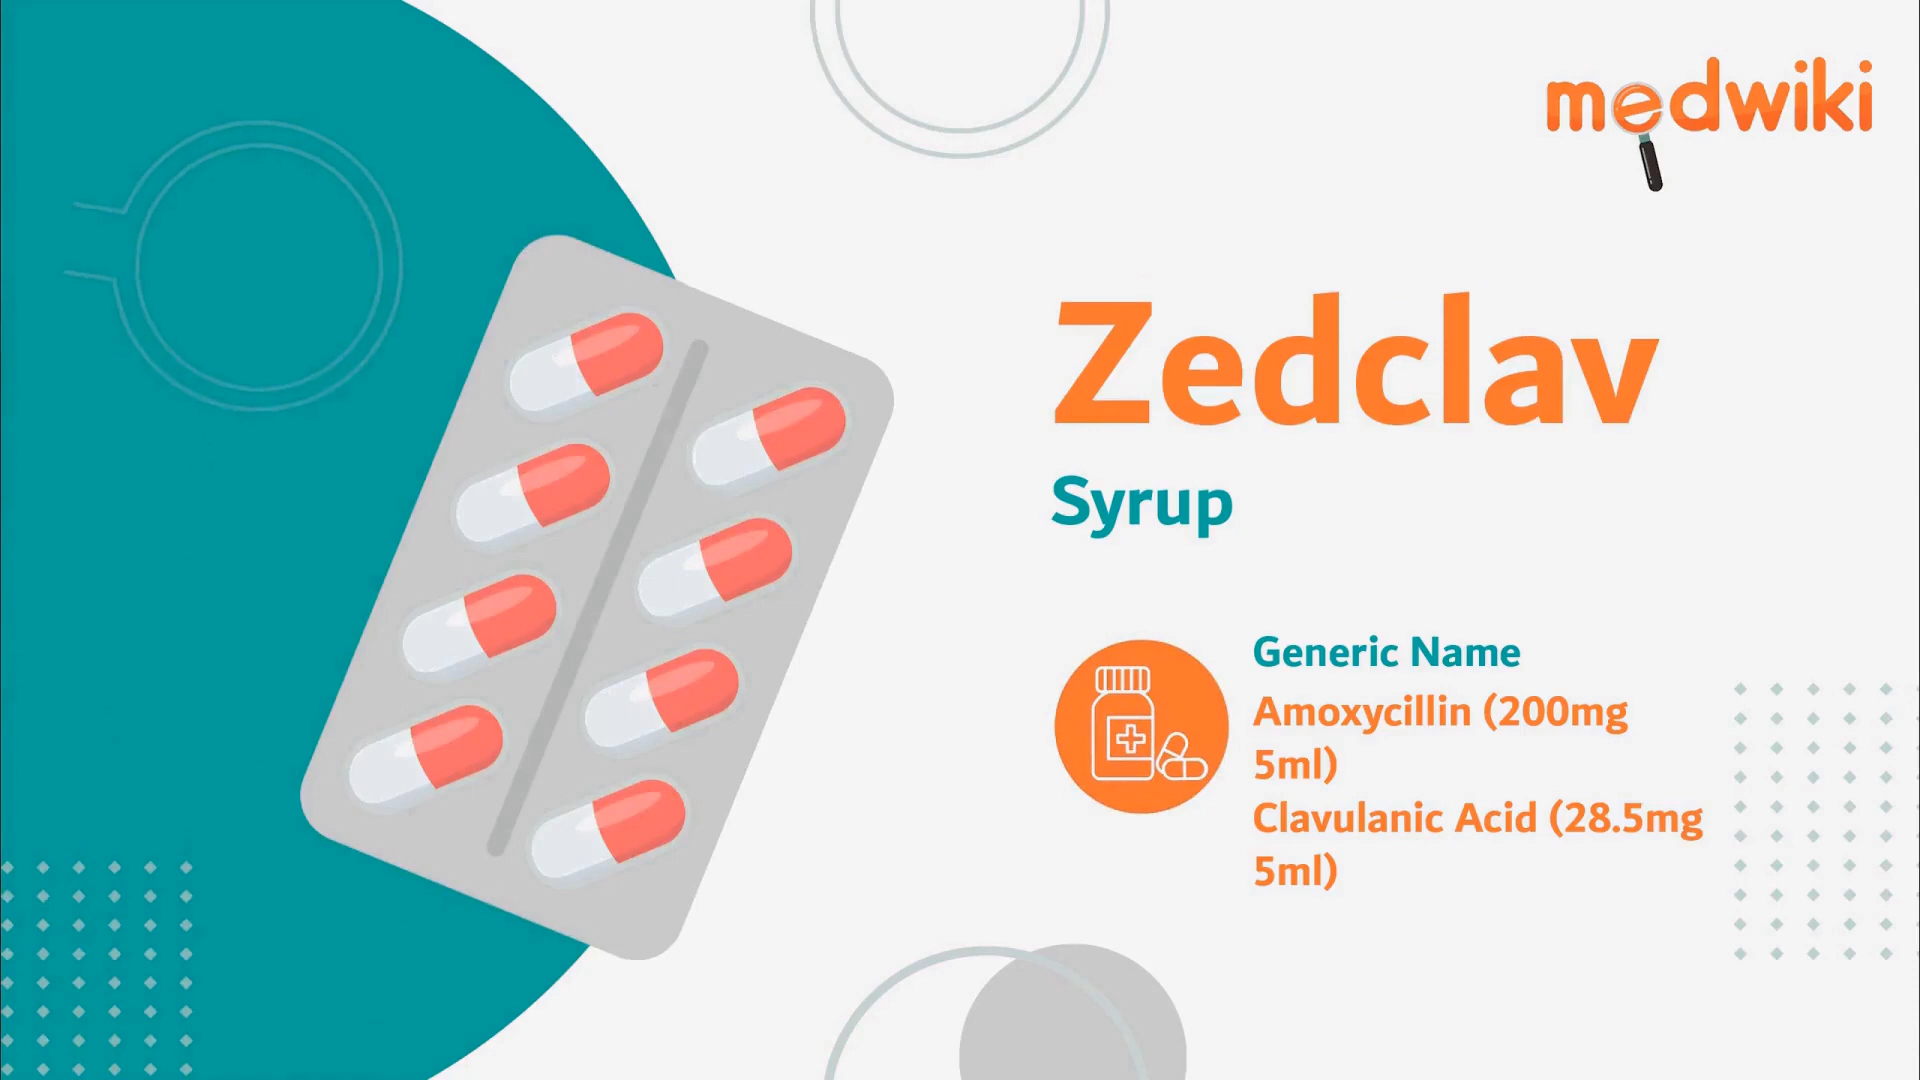 medwiki
Zedclav
Syrup
Generic Name
Amoxycillin (200mg
5ml)
Clavulanic Acid (28.5mg
5ml)